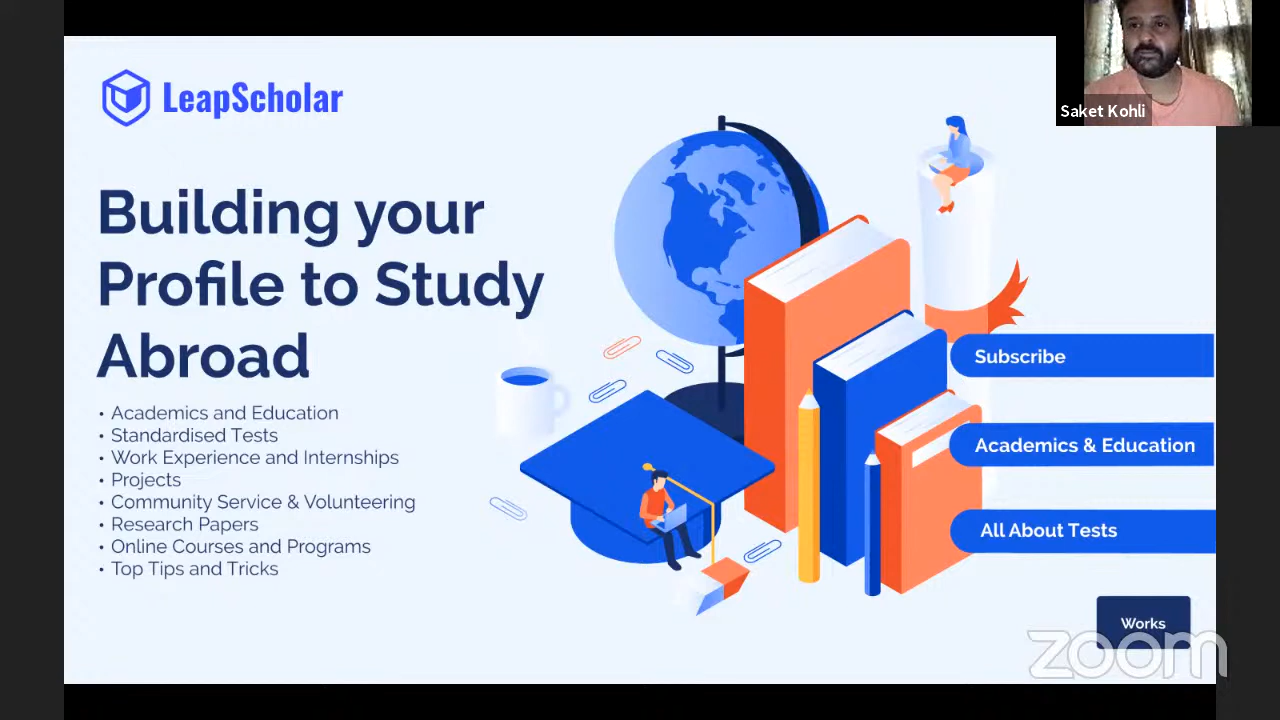 LeapScholar
Saket Kohli
Building your
Profile to Study
Abroad
• Academics and Education
• Standardised Tests
• Work Experience and Internships
• Projects
• Community Service & Volunteering
• Research Papers
• Online Courses and Programs
• Top Tips and Tricks
Subscribe
Academics & Education
All About Tests
Works
zoom